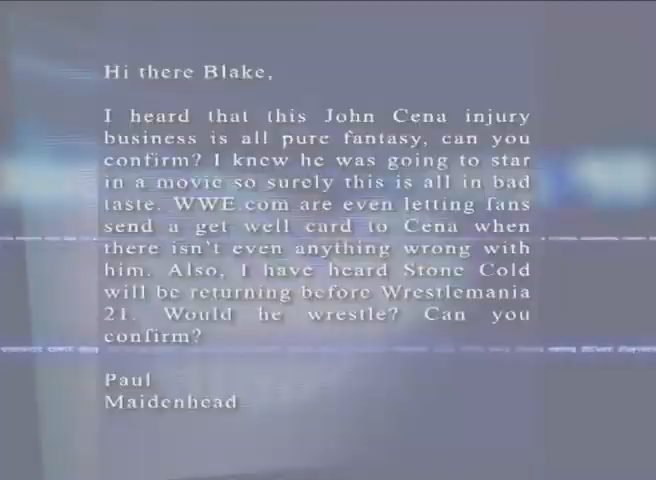 Hi there Blake,
I heard that this John Cena injury
business is all pure fantasy, can you
confirm? I knew he was going to star
in a movie so surely this is all in bad
taste. WWE.com are even letting fans
send a get well card to Cena when
there isn't even anything wrong with
him. Also, I have heard Stone Cold
will be returning before Wrestlemania
21. Would he wrestle? Can you
confirm?
Paul
Maidenhead